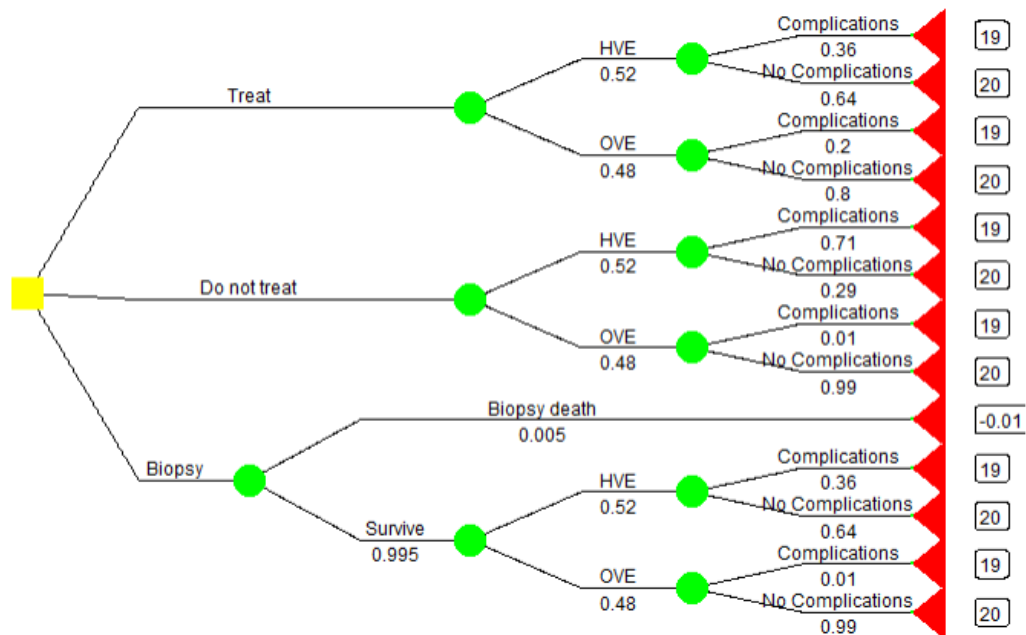 Complications
19
HVE
0.36
0.52
No Complications
20
Treat
0.64
Complications
19
OVE
0.2
0.48
No Complications
20
0.8
Complications
19
HVE
0.71
0.52
No Complications
20
Do not treat
0.29
Complications
19
OVE
0.01
0.48
No Complications
20
0.99
Biopsy death
-0.01
0.005
Biopsy
Complications
19
HVE
0.36
0.52
No Complications
20
Survive
0.64
0.995
Complications
19
OVE
0.01
0.48
No Complications
20
0.99